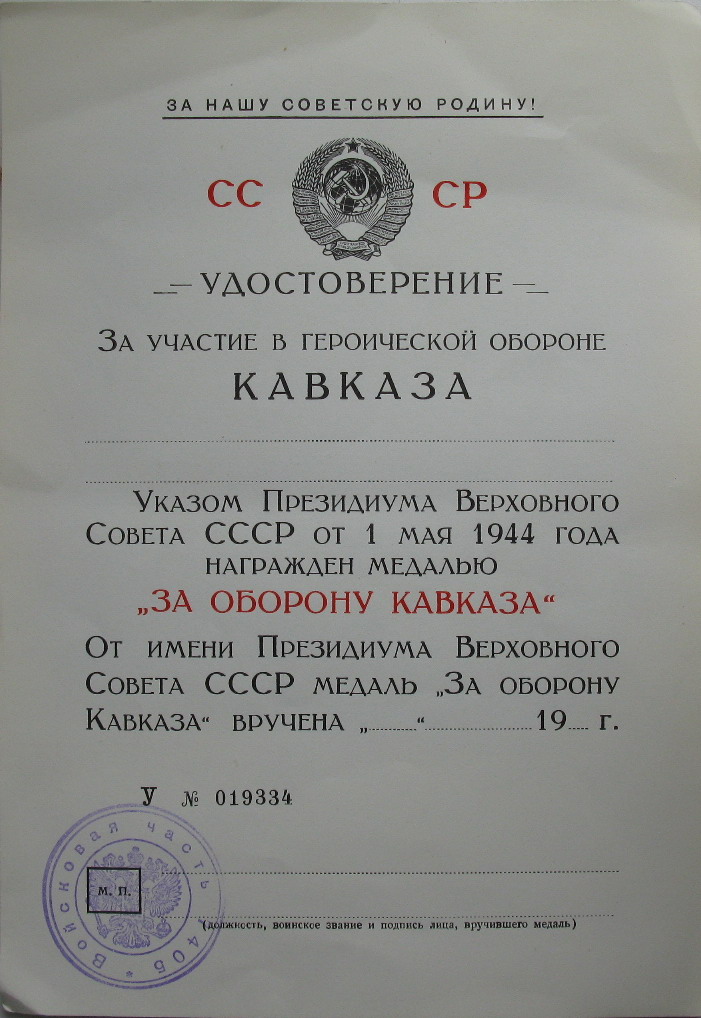 ЗА НАШУ СОВЕТСКУЮ РОДИНУ!
СС СР
УДОСТОВЕРЕНИЕ
За участие в героической обороне
КАВКАЗА
Указом Президиума Верховного
Совета СССР от 1 мая 1944 года
награжден медалью
„ЗА ОБОРОНУ КАВКАЗА“
От имени Президиума Верховного
Совета СССР медаль „За оборону
Кавказа“ вручена „..........“ .......................... 19..... г.
У № 019334
Войсковая часть 405 *
М. П.
(должность, воинское звание и подпись лица, вручившего медаль)